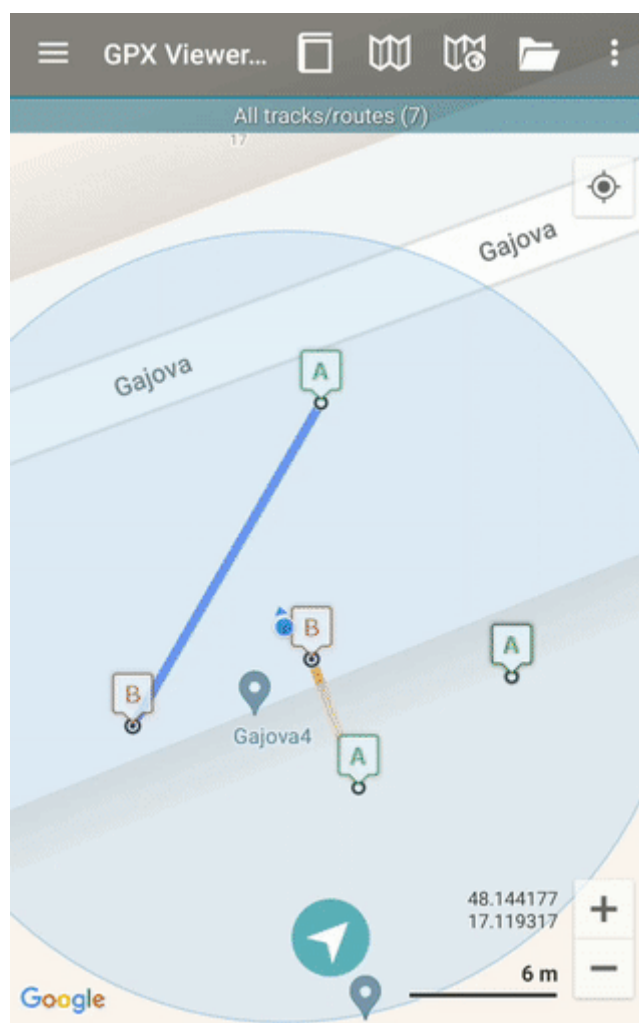 GPX Viewer...
All tracks/routes (7)
17
Gajova
Gajova
A
B
A
B
Gajova4
A
48.144177
17.119317
6 m
Google